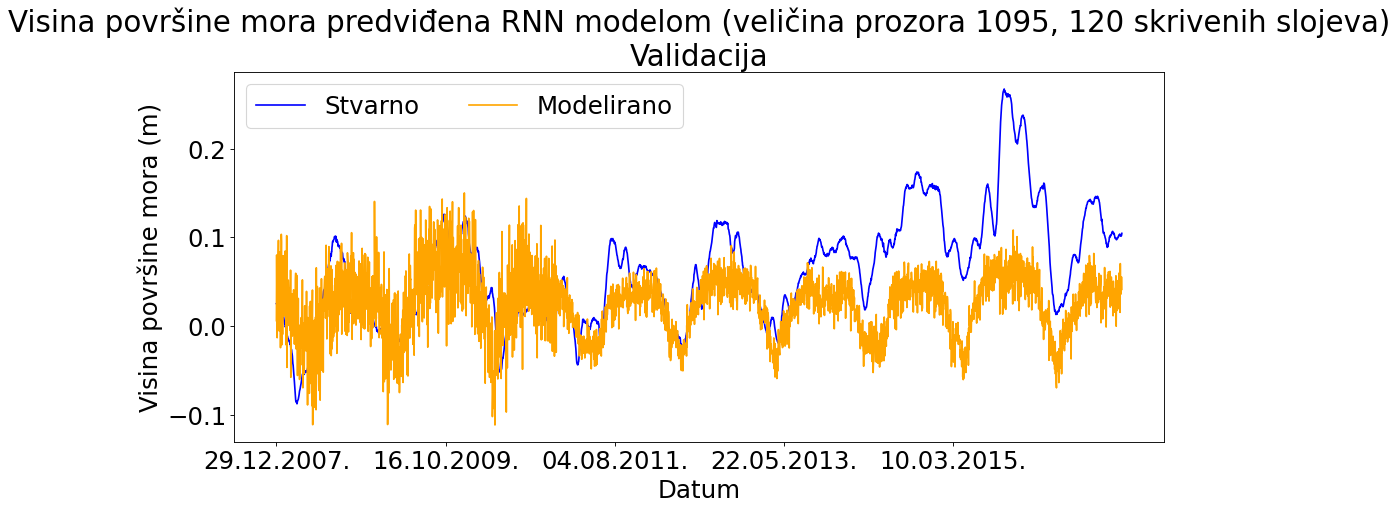 Visina površine mora predviđena RNN modelom (veličina prozora 1095, 120 skrivenih slojeva)
Validacija
Stvarno
Modelirano
Visina površine mora (m)
0.2
0.1
0.0
−0.1
29.12.2007.
16.10.2009.
04.08.2011.
22.05.2013.
10.03.2015.
Datum